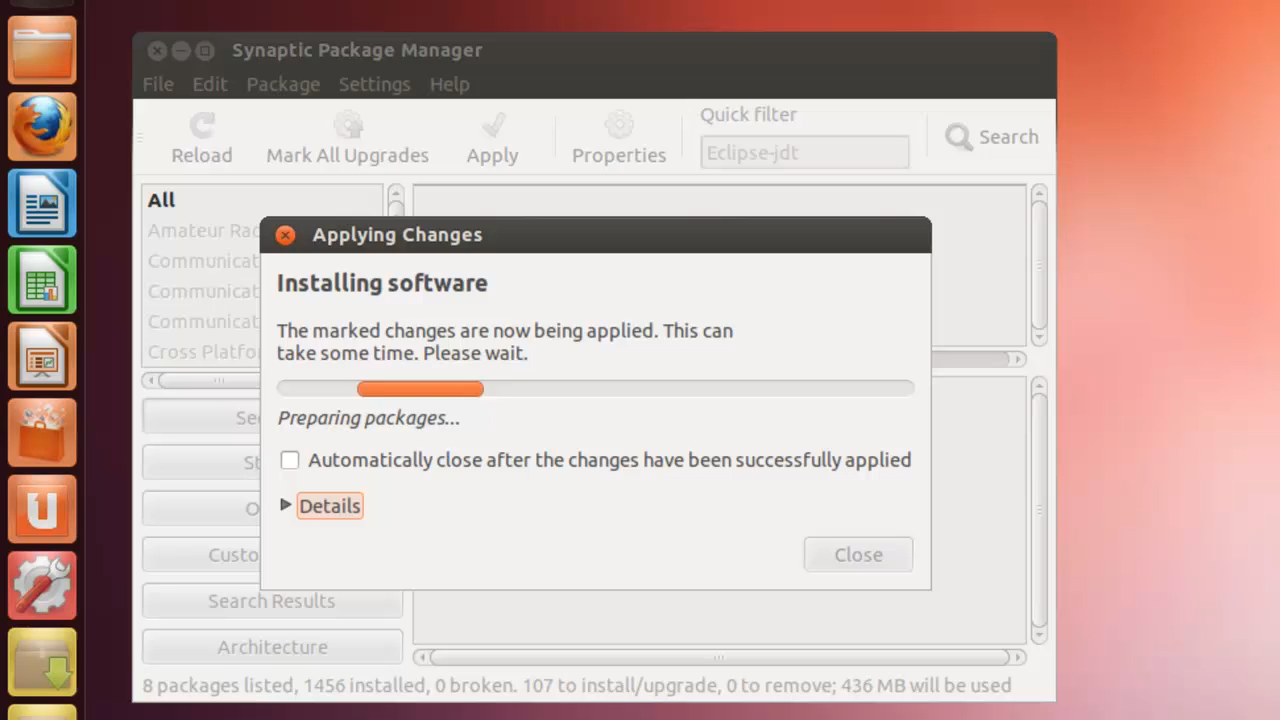 Synaptic Package Manager
File Edit Package Settings Help
Reload
Mark All Upgrades
Apply
Properties
Quick filter
Eclipse-jdt
Search
All
Amateur Rad
Communicat
Communicat
Communicat
Cross Platfo
Applying Changes
Installing software
The marked changes are now being applied. This can
take some time. Please wait.
Preparing packages...
Automatically close after the changes have been successfully applied
Details
Close
Se
St
O
Custo
Search Results
Architecture
8 packages listed, 1456 installed, 0 broken. 107 to install/upgrade, 0 to remove; 436 MB will be used